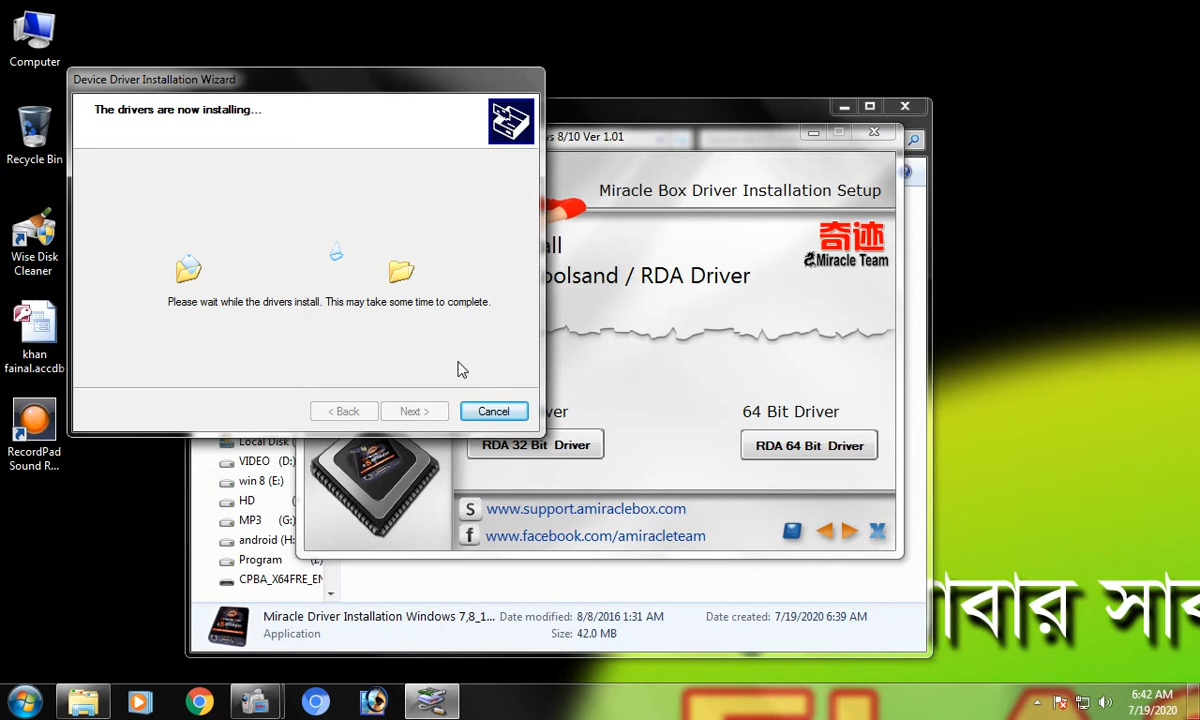 Computer
Recycle Bin
Wise Disk
Cleaner
khan
fainal.accdb
RecordPad
Sound R...
Device Driver Installation Wizard
The drivers are now installing...
Please wait while the drivers install. This may take some time to complete.
< Back
Next >
Cancel
s 8/10 Ver 1.01
Miracle Box Driver Installation Setup
奇迹
Miracle Team
all
oolsand / RDA Driver
ver
64 Bit Driver
RDA 32 Bit Driver
RDA 64 Bit Driver
S www.support.amiraclebox.com
f www.facebook.com/amiracleteam
Local Disk (
VIDEO (D:)
win 8 (E:)
HD (
MP3 (G:)
android (H:
Program (I:)
CPBA_X64FRE_EN
Miracle Driver Installation Windows 7,8_1...
Date modified: 8/8/2016 1:31 AM
Date created: 7/19/2020 6:39 AM
Application
Size: 42.0 MB
াবার সাব
6:42 AM
7/19/2020